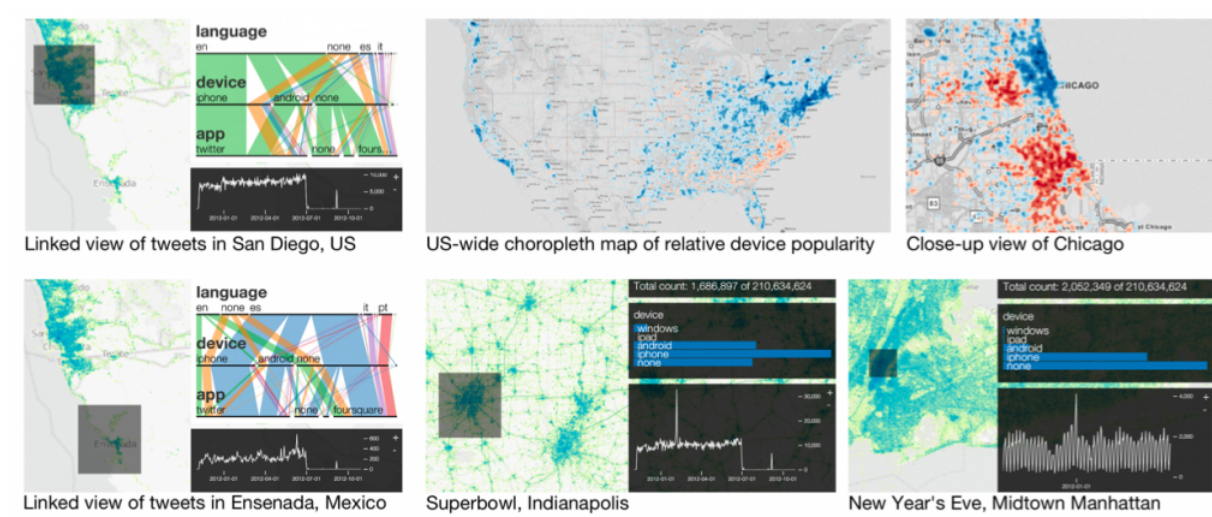 language
en none es it
device
iphone android none
app
twitter none fours...
10,000 +
5,000 -
0
2012-01-01 2012-04-01 2012-07-01 2012-10-01
Ensenada
Linked view of tweets in San Diego, US
US-wide choropleth map of relative device popularity
CHICAGO
83
Close-up view of Chicago
language
en none es it pt
device
iphone android none
app
twitter none foursquare
600 +
400 -
200
0
2012-01-01 2012-04-01 2012-07-01 2012-10-01
Ensenada
Linked view of tweets in Ensenada, Mexico
Total count: 1,686,897 of 210,634,624
device
windows
ipad
android
iphone
none
30,000 +
20,000 -
10,000
0
2012-01-01 2012-04-01 2012-07-01 2012-10-01
Superbowl, Indianapolis
Total count: 2,052,349 of 210,634,624
device
windows
ipad
android
iphone
none
4,000 +
2,000 -
0
2012-01-01
New Year's Eve, Midtown Manhattan